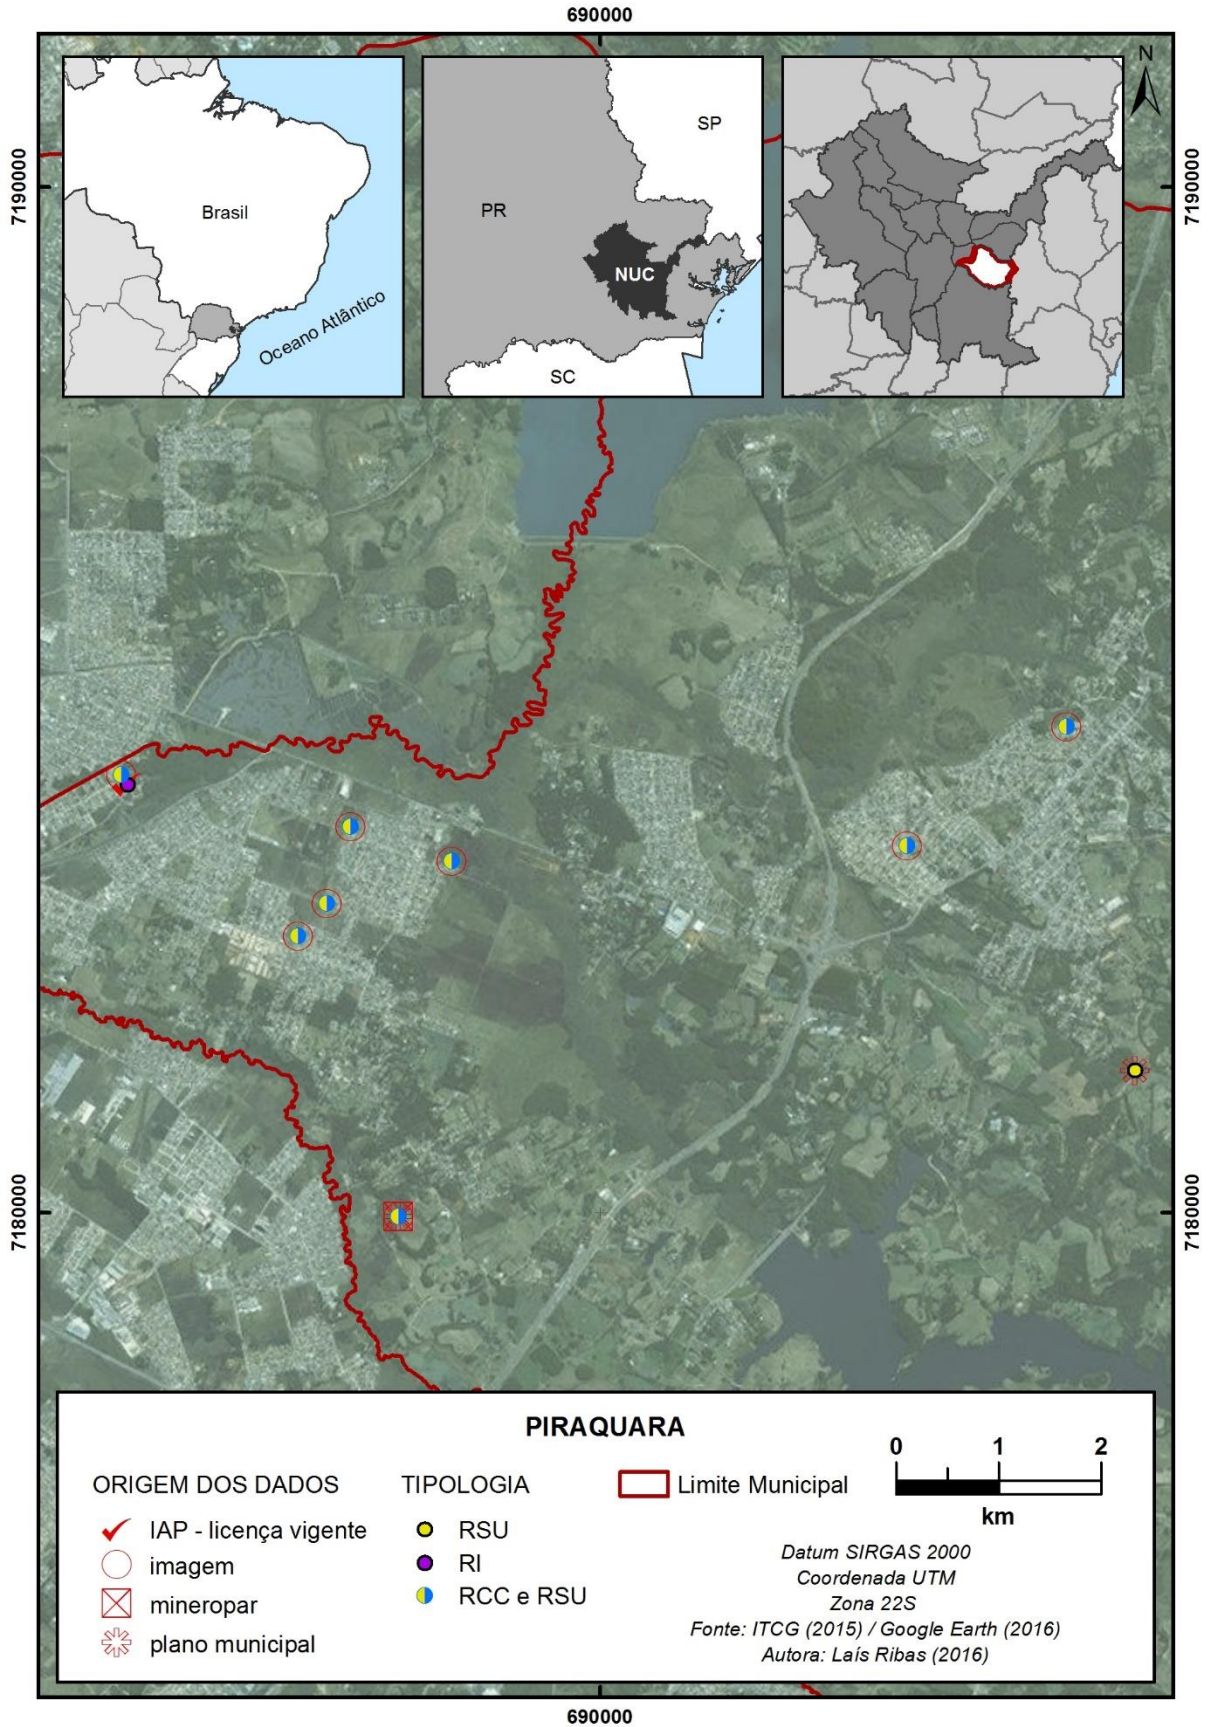 690000
N
7190000
7190000
Brasil
Oceano Atlântico
SP
PR
NUC
SC
7180000
7180000
PIRAQUARA
ORIGEM DOS DADOS
IAP - licença vigente
imagem
mineropar
plano municipal
TIPOLOGIA
RSU
RI
RCC e RSU
Limite Municipal
0 1 2
km
Datum SIRGAS 2000
Coordenada UTM
Zona 22S
Fonte: ITCG (2015) / Google Earth (2016)
Autora: Laís Ribas (2016)
690000